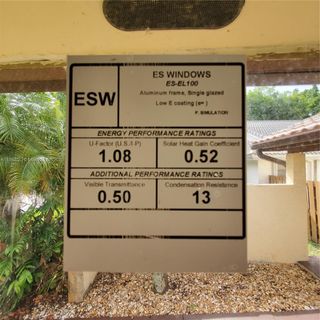 ESW
ES WINDOWS
ES-EL100
Aluminum frame, Single glazed
Low E coating (e= )
P. SIMULATION
ENERGY PERFORMANCE RATINGS
U-Factor (U.S./I P)
Solar Heat Gain Coefficient
1.08
0.52
ADDITIONAL PERFORMANCE RATINGS
Visible Transmittance
Condensation Resistance
0.50
13